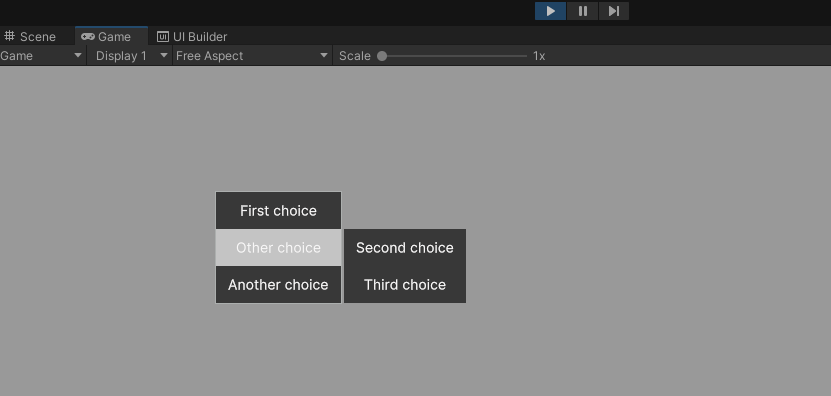 Scene Game UI Builder
Game Display 1 Free Aspect Scale 1x
First choice
Other choice Second choice
Another choice Third choice